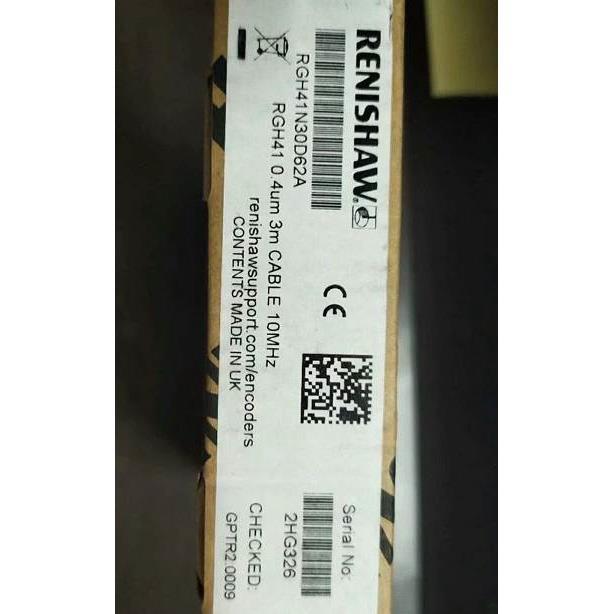 RENISHAW.
RGH41N30D62A
RGH41 0.4um 3m CABLE 10MHz
renishawsupport.com/encoders
CONTENTS MADE IN UK
CE
Serial No:
2HG326
CHECKED:
GPTR2.0009